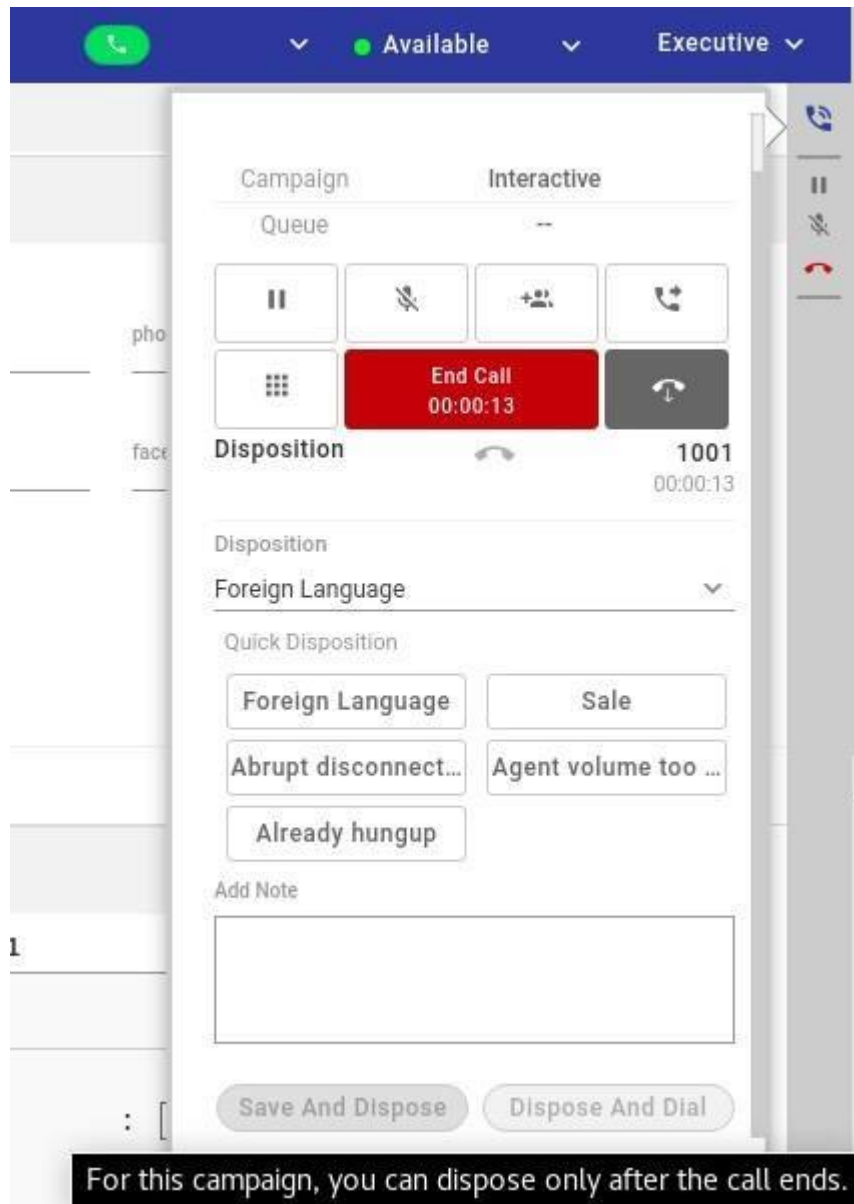 Available Executive
Campaign Interactive
Queue --
pho
End Call
00:00:13
face
Disposition 1001
00:00:13
Disposition
Foreign Language
Quick Disposition
Foreign Language Sale
Abrupt disconnect... Agent volume too ...
Already hungup
Add Note
1
Save And Dispose Dispose And Dial
:
For this campaign, you can dispose only after the call ends.